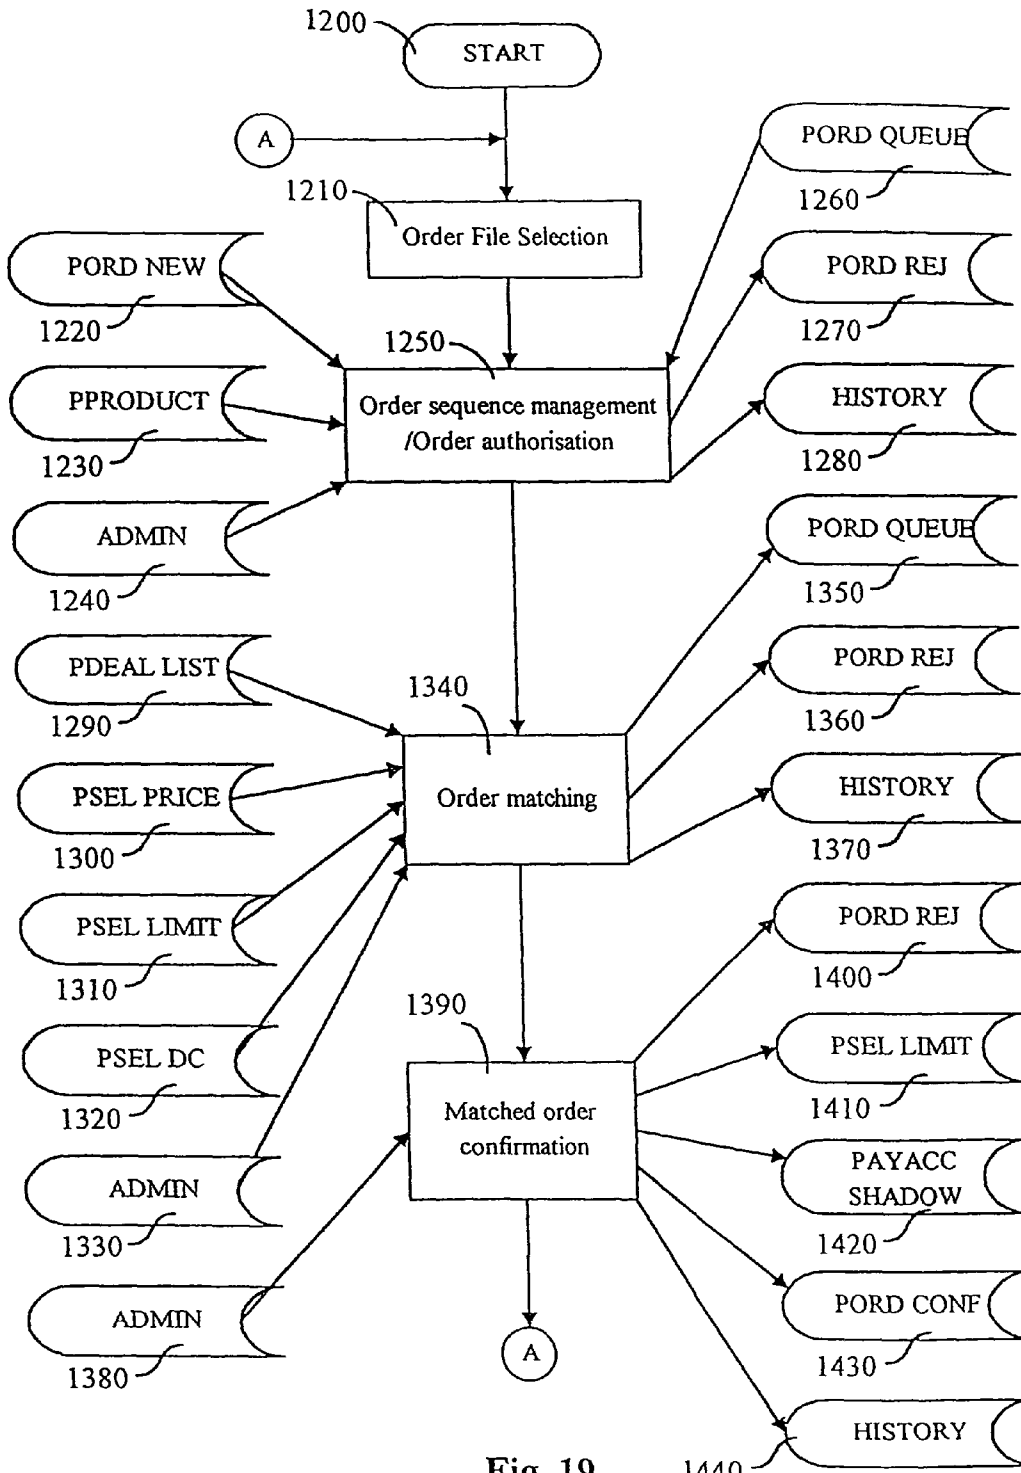 1200
START
A
PORD QUEUE
1260
1210
Order File Selection
PORD NEW
1220
PORD REJ
1270
1250
Order sequence management
/Order authorisation
PPRODUCT
1230
HISTORY
1280
ADMIN
1240
PORD QUEUE
1350
PDEAL LIST
1290
1340
PORD REJ
1360
PSEL PRICE
1300
Order matching
HISTORY
1370
PSEL LIMIT
1310
PORD REJ
1400
PSEL DC
1320
1390
PSEL LIMIT
1410
Matched order
confirmation
ADMIN
1330
PAYACC
SHADOW
1420
ADMIN
1380
PORD CONF
1430
A
HISTORY
1440
Fig. 19